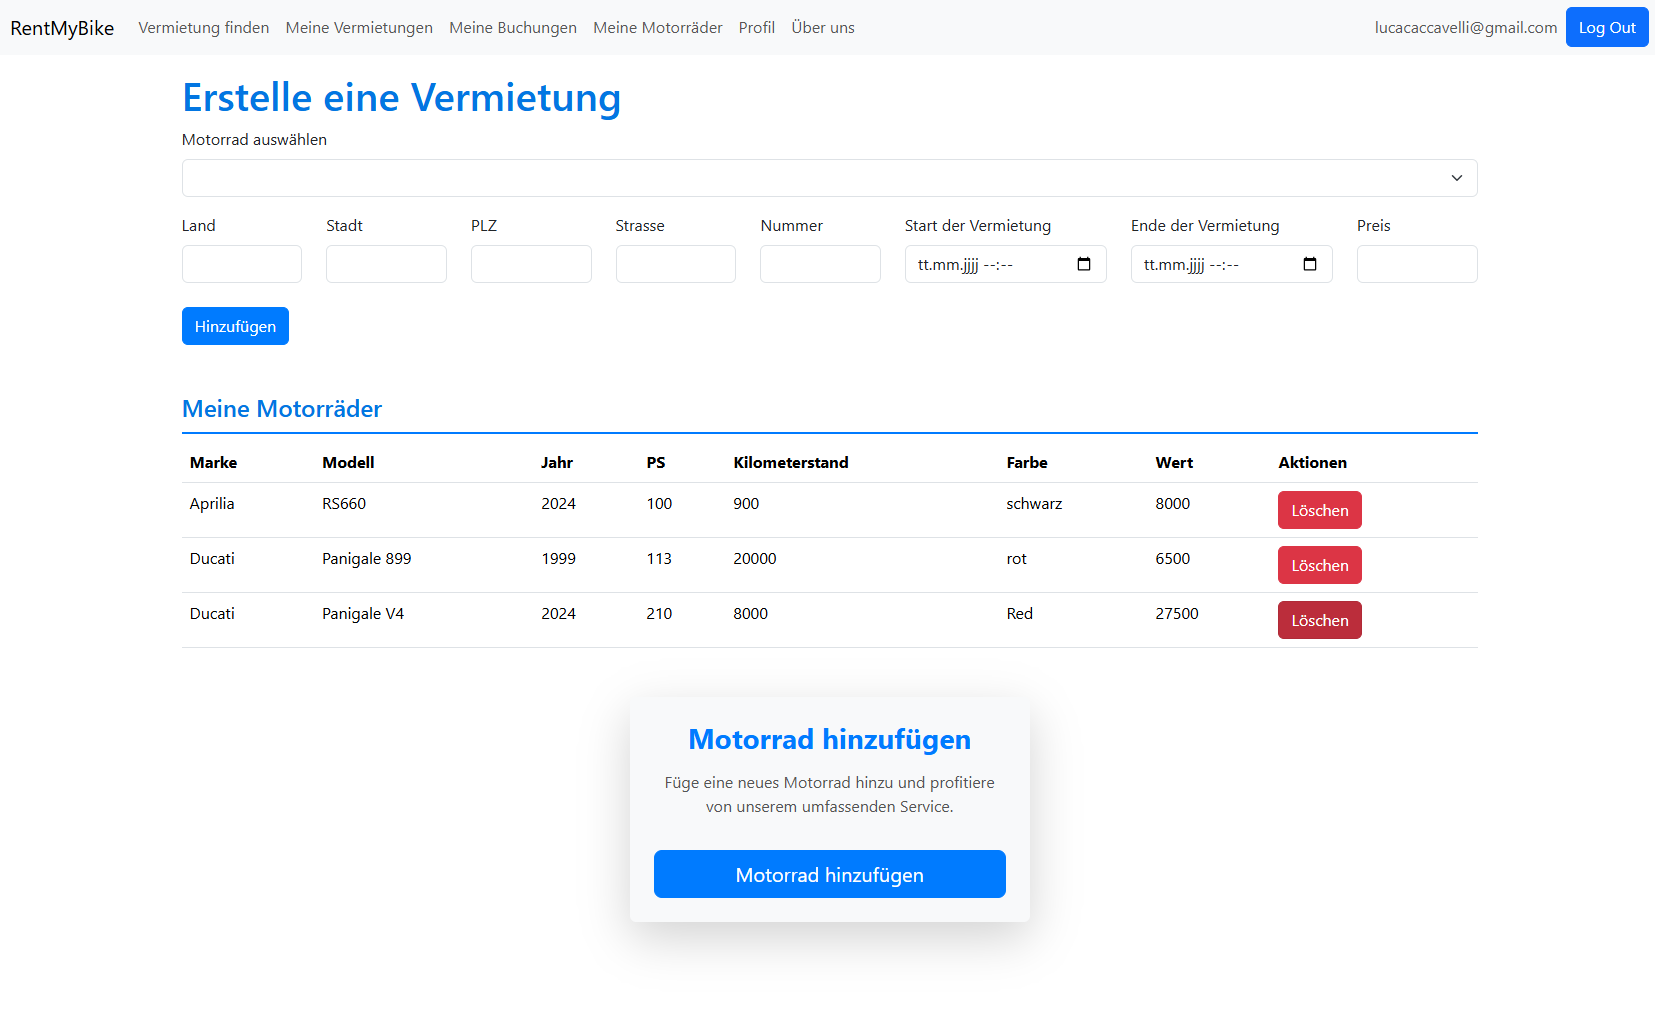 RentMyBike Vermietung finden Meine Vermietungen Meine Buchungen Meine Motorräder Profil Über uns lucacaccavelli@gmail.com Log Out
Erstelle eine Vermietung
Motorrad auswählen
Land Stadt PLZ Strasse Nummer Start der Vermietung Ende der Vermietung Preis
tt.mm.jjjj --:-- tt.mm.jjjj --:--
Hinzufügen
Meine Motorräder
Marke Modell Jahr PS Kilometerstand Farbe Wert Aktionen
Aprilia RS660 2024 100 900 schwarz 8000 Löschen
Ducati Panigale 899 1999 113 20000 rot 6500 Löschen
Ducati Panigale V4 2024 210 8000 Red 27500 Löschen
Motorrad hinzufügen
Füge eine neues Motorrad hinzu und profitiere
von unserem umfassenden Service.
Motorrad hinzufügen